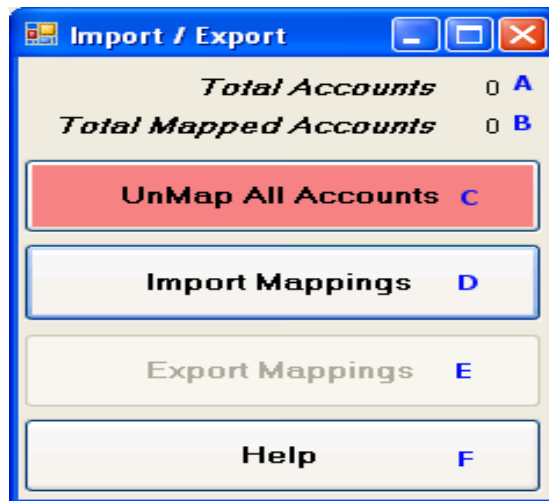 Import / Export
Total Accounts 0 A
Total Mapped Accounts 0 B
UnMap All Accounts C
Import Mappings D
Export Mappings E
Help F